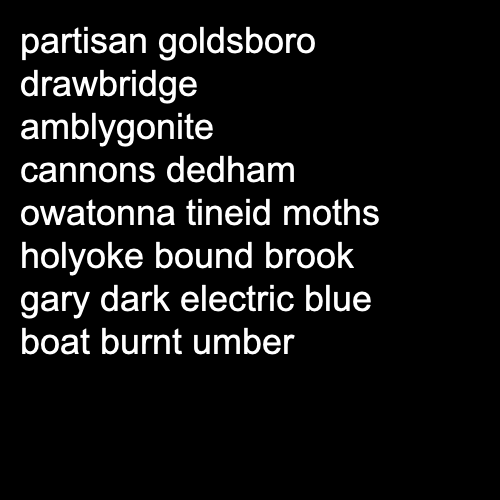 partisan goldsboro
drawbridge
amblygonite
cannons dedham
owatonna tineid moths
holyoke bound brook
gary dark electric blue
boat burnt umber